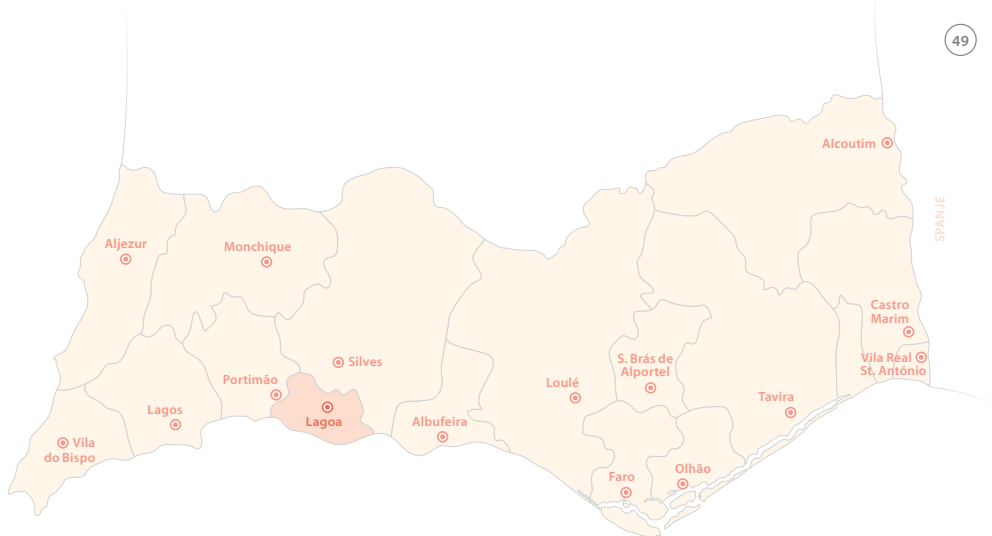 49
Alcoutim
SPANJE
Aljezur
Monchique
Castro
Marim
Silves
S. Brás de
Alportel
Vila Real
St. António
Portimão
Loulé
Tavira
Lagos
Lagoa
Albufeira
Vila
do Bispo
Faro
Olhão